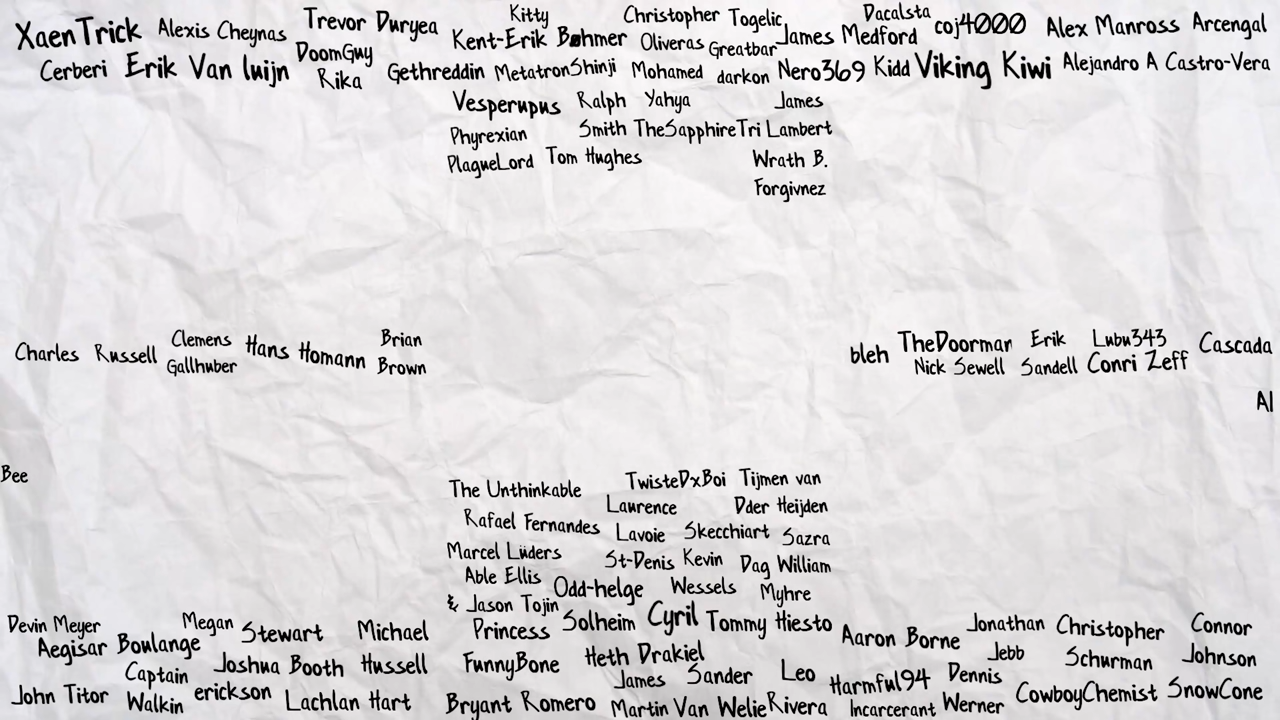 XaenTrick Alexis Cheynas Trevor Duryea Kitty Kent-Erik Bøhmer Christopher Oliveras Togelic Greatbar James Medford Dacalsta coj4000 Alex Manross Arcengal
Cerberi Erik Van luijn DoomGuy Rika Gethreddin MetatronShinji Mohamed darkon Nero369 Kidd Viking Kiwi Alejandro A Castro-Vera
Vesperupus Ralph Smith Yahya James Lambert
Phyrexian PlagueLord TheSapphireTri
Tom Hughes Wrath B. Forgivnez
Charles Russell Clemens Gallhuber Hans Homann Brian Brown
bleh TheDoorman Nick Sewell Erik Sandell Lubu343 Conri Zeff Cascada
Al
Bee
The Unthinkable TwisteDxBoi Tijmen van Dder Heijden
Rafael Fernandes Laurence Lavoie St-Denis Skecchiart Sazra
Marcel Lüders Kevin Wessels Dag William Myhre
Able Ellis & Jason Tojin Odd-helge Solheim
Devin Meyer Megan Stewart Michael Hussell Princess FunnyBone Cyril Tommy Hiesto Aaron Borne Jonathan Jebb Christopher Schurman Connor Johnson
Aegisar Boulange Joshua Booth Heth Drakiel
John Titor Captain Walkin erickson Lachlan Hart Bryant Romero James Martin Sander Van Welie Leo Rivera Harmful94 Incarcerant Dennis Werner CowboyChemist SnowCone